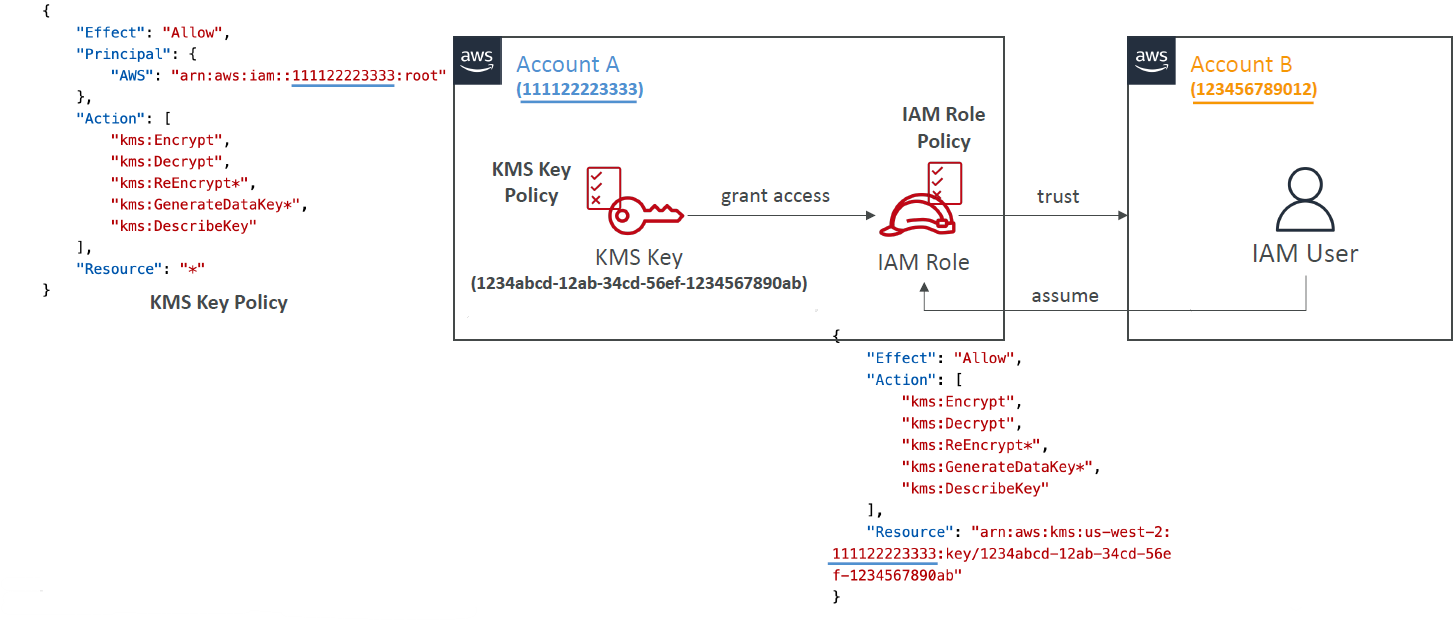 {
    "Effect": "Allow",
    "Principal": {
        "AWS": "arn:aws:iam::111122223333:root"
    },
    "Action": [
        "kms:Encrypt",
        "kms:Decrypt",
        "kms:ReEncrypt*",
        "kms:GenerateDataKey*",
        "kms:DescribeKey"
    ],
    "Resource": "*"
}
KMS Key Policy
aws
Account A
(111122223333)
KMS Key
Policy
KMS Key
(1234abcd-12ab-34cd-56ef-1234567890ab)
grant access
IAM Role
Policy
IAM Role
trust
assume
aws
Account B
(123456789012)
IAM User
{
    "Effect": "Allow",
    "Action": [
        "kms:Encrypt",
        "kms:Decrypt",
        "kms:ReEncrypt*",
        "kms:GenerateDataKey*",
        "kms:DescribeKey"
    ],
    "Resource": "arn:aws:kms:us-west-2:
111122223333:key/1234abcd-12ab-34cd-56e
f-1234567890ab"
}